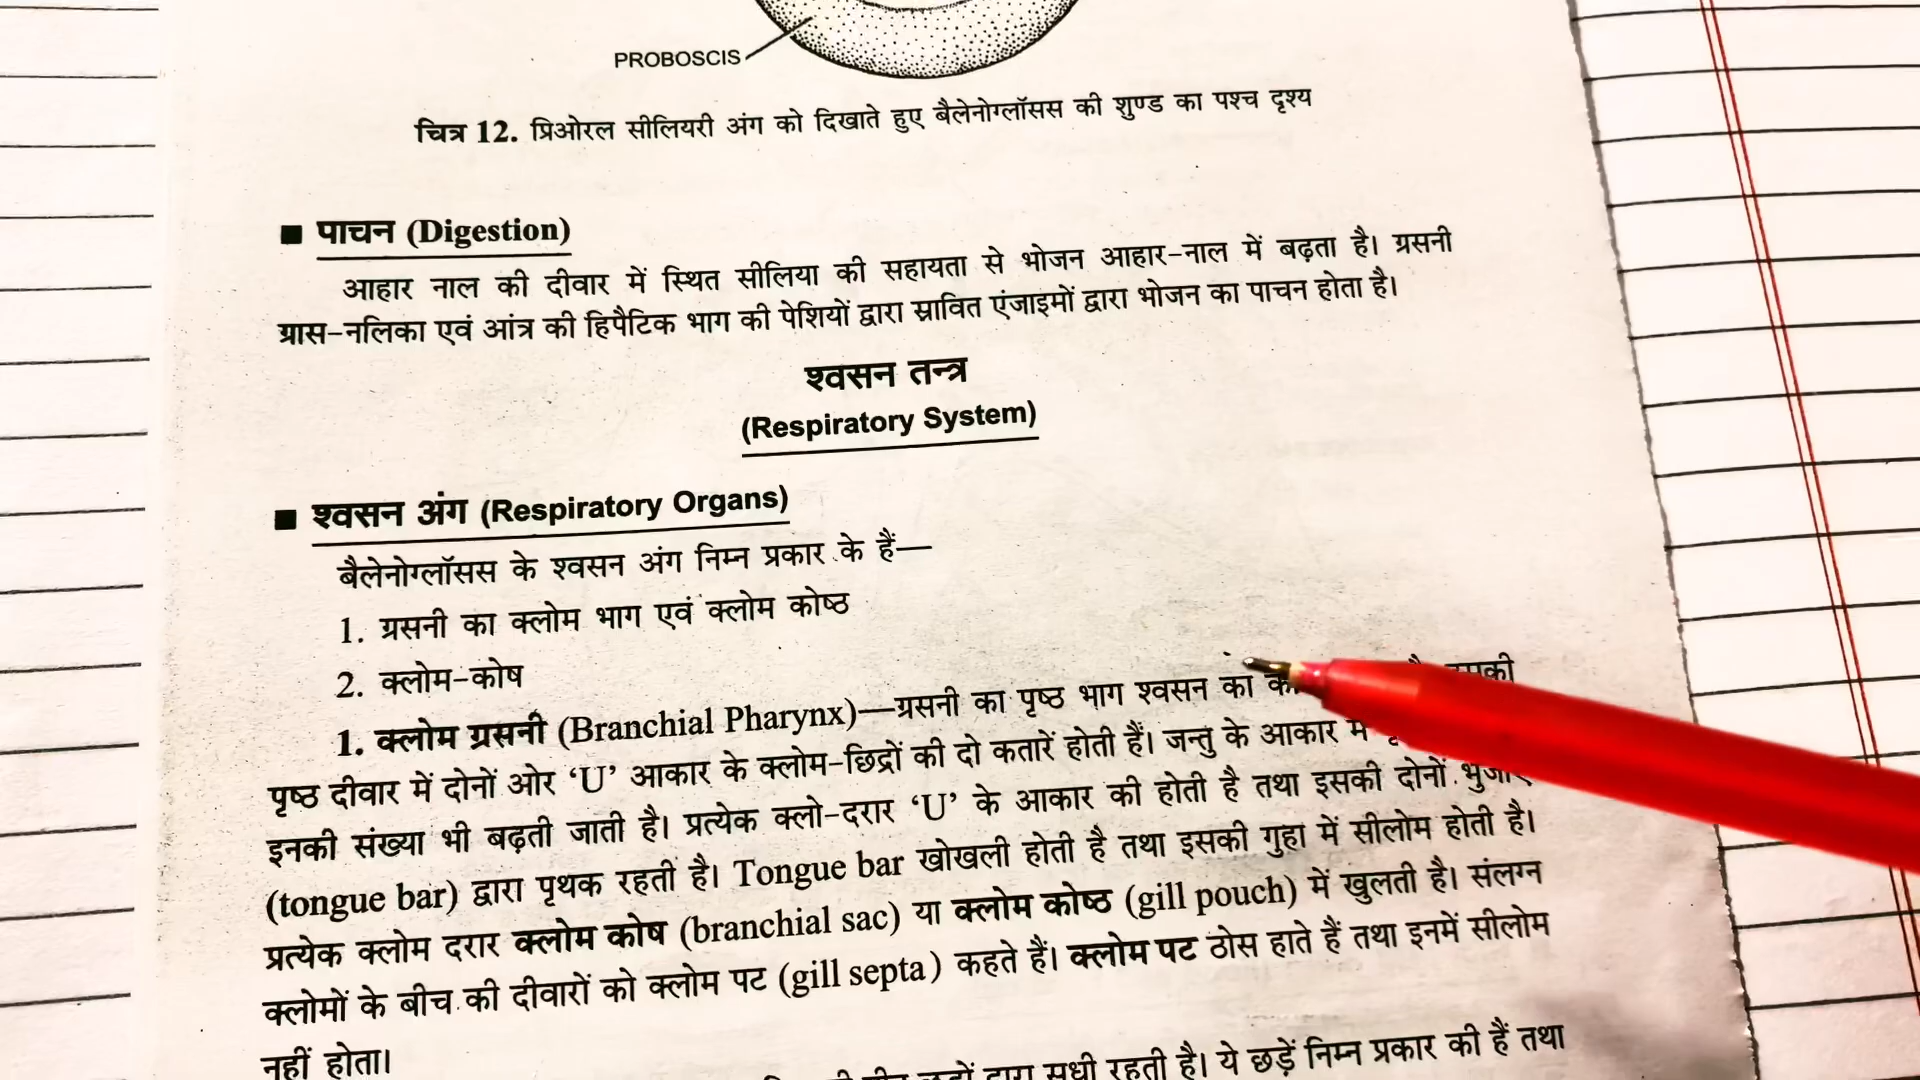 PROBOSCIS
चित्र 12. प्रिओरल सीलियरी अंग को दिखाते हुए बैलेनोग्लॉसस की शुण्ड का पश्च दृश्य
■ पाचन (Digestion)
आहार नाल की दीवार में स्थित सीलिया की सहायता से भोजन आहार-नाल में बढ़ता है। ग्रसनी
ग्रास-नलिका एवं आंत्र की हिपैटिक भाग की पेशियों द्वारा स्रावित एंजाइमों द्वारा भोजन का पाचन होता है।
श्वसन तन्त्र
(Respiratory System)
■ श्वसन अंग (Respiratory Organs)
बैलेनोग्लॉसस के श्वसन अंग निम्न प्रकार के हैं—
1. ग्रसनी का क्लोम भाग एवं क्लोम कोष्ठ
2. क्लोम-कोष
1. क्लोम ग्रसनी (Branchial Pharynx)—ग्रसनी का पृष्ठ भाग श्वसन का
पृष्ठ दीवार में दोनों ओर ‘U’ आकार के क्लोम-छिद्रों की दो कतारें होती हैं। जन्तु के आकार में
इनकी संख्या भी बढ़ती जाती है। प्रत्येक क्लो-दरार ‘U’ के आकार की होती है तथा इसकी दोनों
(tongue bar) द्वारा पृथक रहती है। Tongue bar खोखली होती है तथा इसकी गुहा में सीलोम होती है।
प्रत्येक क्लोम दरार क्लोम कोष (branchial sac) या क्लोम कोष्ठ (gill pouch) में खुलती है। संलग्न
क्लोमों के बीच की दीवारों को क्लोम पट (gill septa) कहते हैं। क्लोम पट ठोस हाते हैं तथा इनमें सीलोम
नहीं होता।
द्वारा सधी रहती है। ये छड़ें निम्न प्रकार की हैं तथा